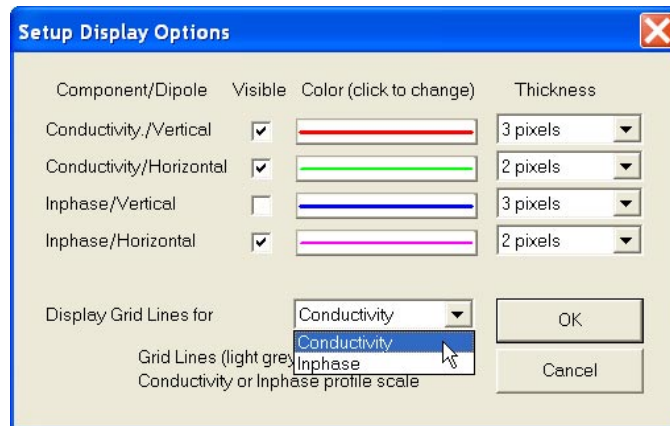 Setup Display Options
Component/Dipole Visible Color (click to change) Thickness
Conductivity./Vertical 3 pixels
Conductivity/Horizontal 2 pixels
Inphase/Vertical 3 pixels
Inphase/Horizontal 2 pixels
Display Grid Lines for Conductivity OK
Conductivity
Grid Lines (light grey Inphase
Conductivity or Inphase profile scale Cancel